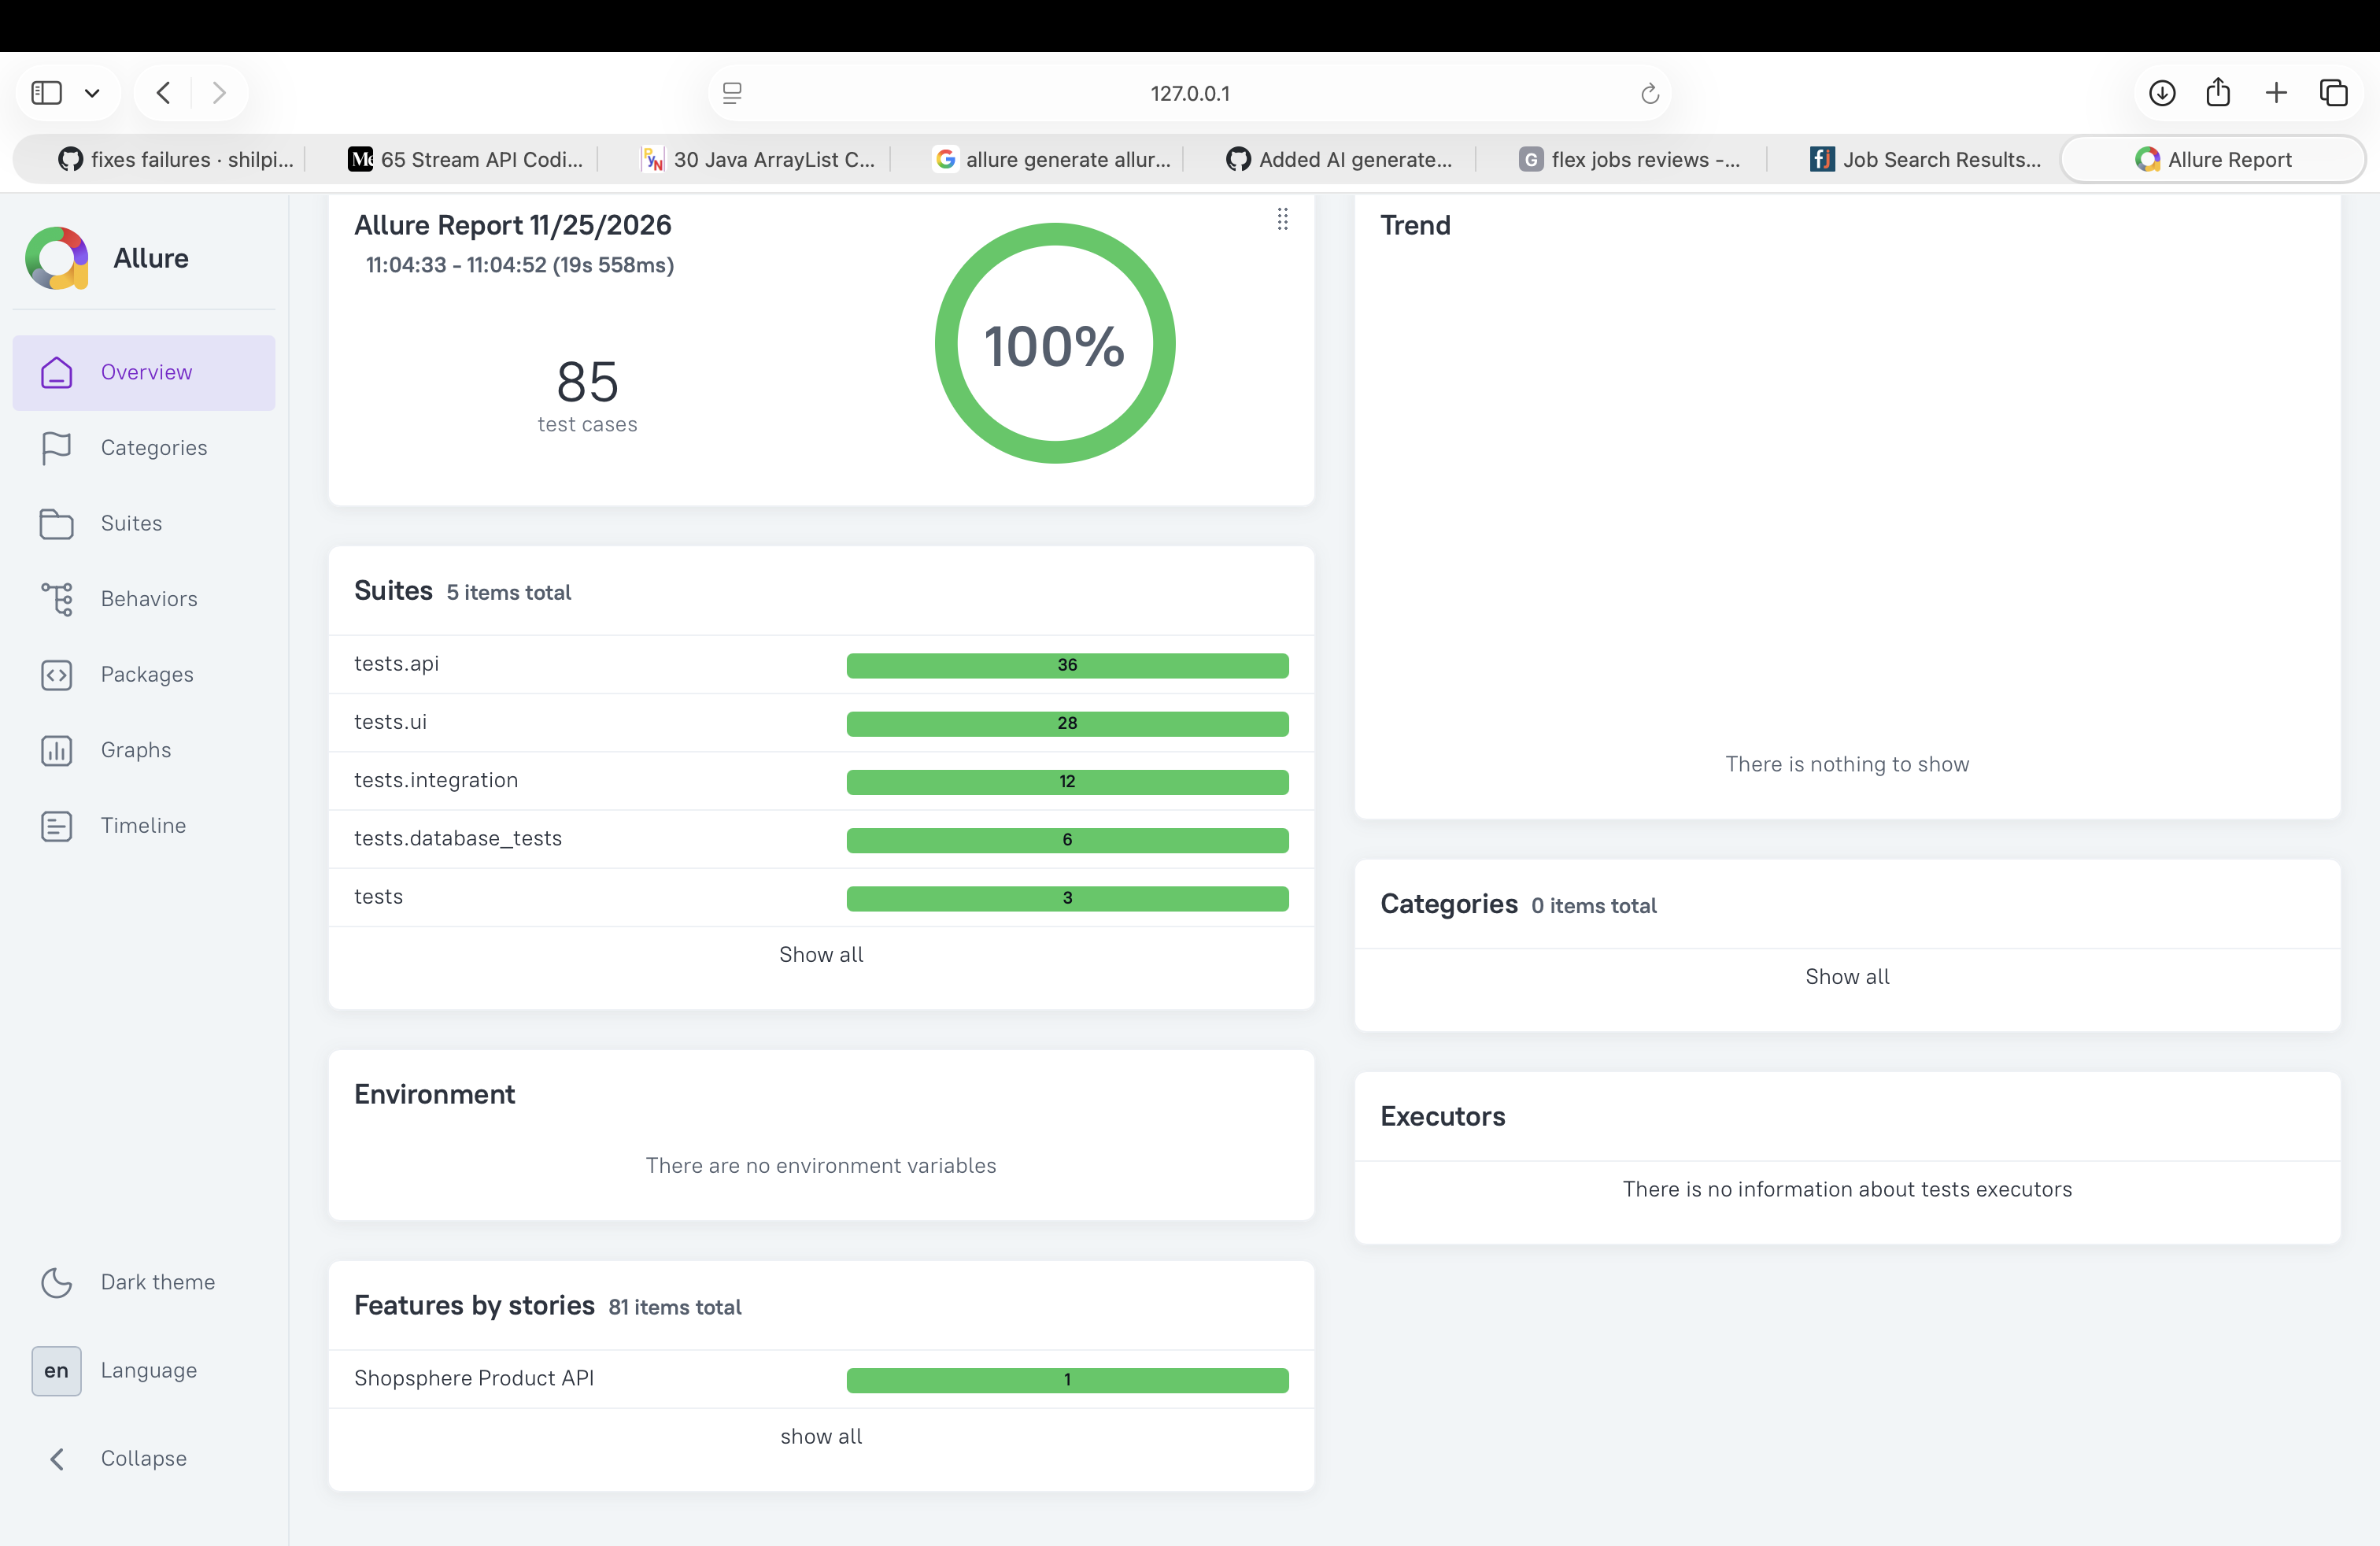 127.0.0.1
fixes failures · shilpi...
65 Stream API Codi...
30 Java ArrayList C...
allure generate allur...
Added AI generate...
flex jobs reviews -...
Job Search Results...
Allure Report
Allure
Overview
Categories
Suites
Behaviors
Packages
Graphs
Timeline
Dark theme
en Language
Collapse
Allure Report 11/25/2026
11:04:33 - 11:04:52 (19s 558ms)
85
test cases
100%
Suites 5 items total
tests.api 36
tests.ui 28
tests.integration 12
tests.database_tests 6
tests 3
Show all
Environment
There are no environment variables
Features by stories 81 items total
Shopsphere Product API 1
show all
Trend
There is nothing to show
Categories 0 items total
Show all
Executors
There is no information about tests executors